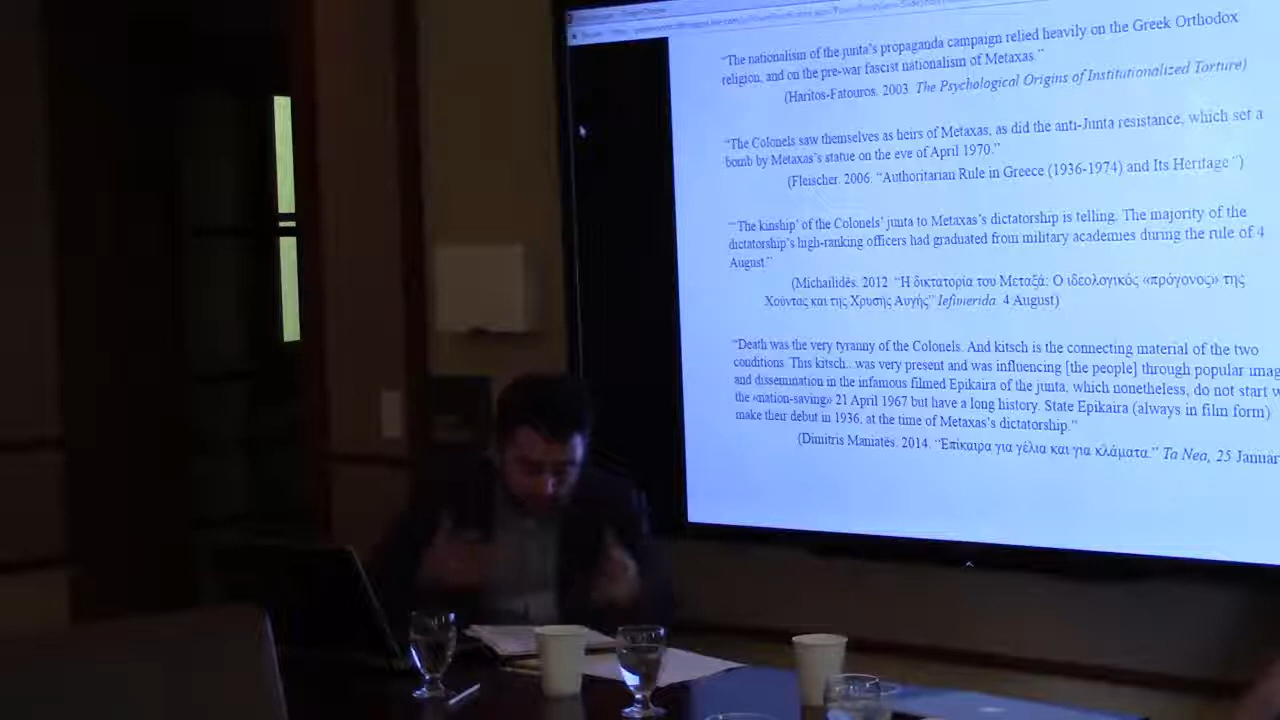 "The nationalism of the junta's propaganda campaign relied heavily on the Greek Orthodox
religion, and on the pre-war fascist nationalism of Metaxas."
(Haritos-Fatouros. 2003. The Psychological Origins of Institutionalized Torture)
"The Colonels saw themselves as heirs of Metaxas, as did the anti-Junta resistance, which set a
bomb by Metaxas's statue on the eve of April 1970."
(Fleischer. 2006. "Authoritarian Rule in Greece (1936-1974) and Its Heritage")
"'The kinship' of the Colonels' junta to Metaxas's dictatorship is telling. The majority of the
dictatorship's high-ranking officers had graduated from military academies during the rule of 4
August."
(Michailidēs. 2012 "Η δικτατορία του Μεταξά: Ο ιδεολογικός «πρόγονος» της
Χούντας και της Χρυσής Αυγής" Iefimerida. 4 August)
"Death was the very tyranny of the Colonels. And kitsch is the connecting material of the two
conditions. This kitsch.. was very present and was influencing [the people] through popular imag
and dissemination in the infamous filmed Epikaira of the junta, which nonetheless, do not start w
the «nation-saving» 21 April 1967 but have a long history. State Epikaira (always in film form)
make their debut in 1936, at the time of Metaxas's dictatorship."
(Dimitris Maniatēs. 2014. "Επίκαιρα για γέλια και για κλάματα." Ta Nea, 25 Januar